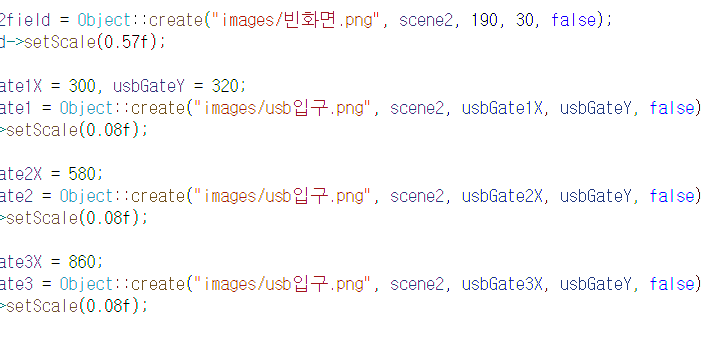 2field = Object::create("images/빈화면.png", scene2, 190, 30, false);
d->setScale(0.57f);
ate1X = 300, usbGateY = 320;
ate1 = Object::create("images/usb입구.png", scene2, usbGate1X, usbGateY, false)
>setScale(0.08f);
ate2X = 580;
ate2 = Object::create("images/usb입구.png", scene2, usbGate2X, usbGateY, false)
>setScale(0.08f);
ate3X = 860;
ate3 = Object::create("images/usb입구.png", scene2, usbGate3X, usbGateY, false)
>setScale(0.08f);